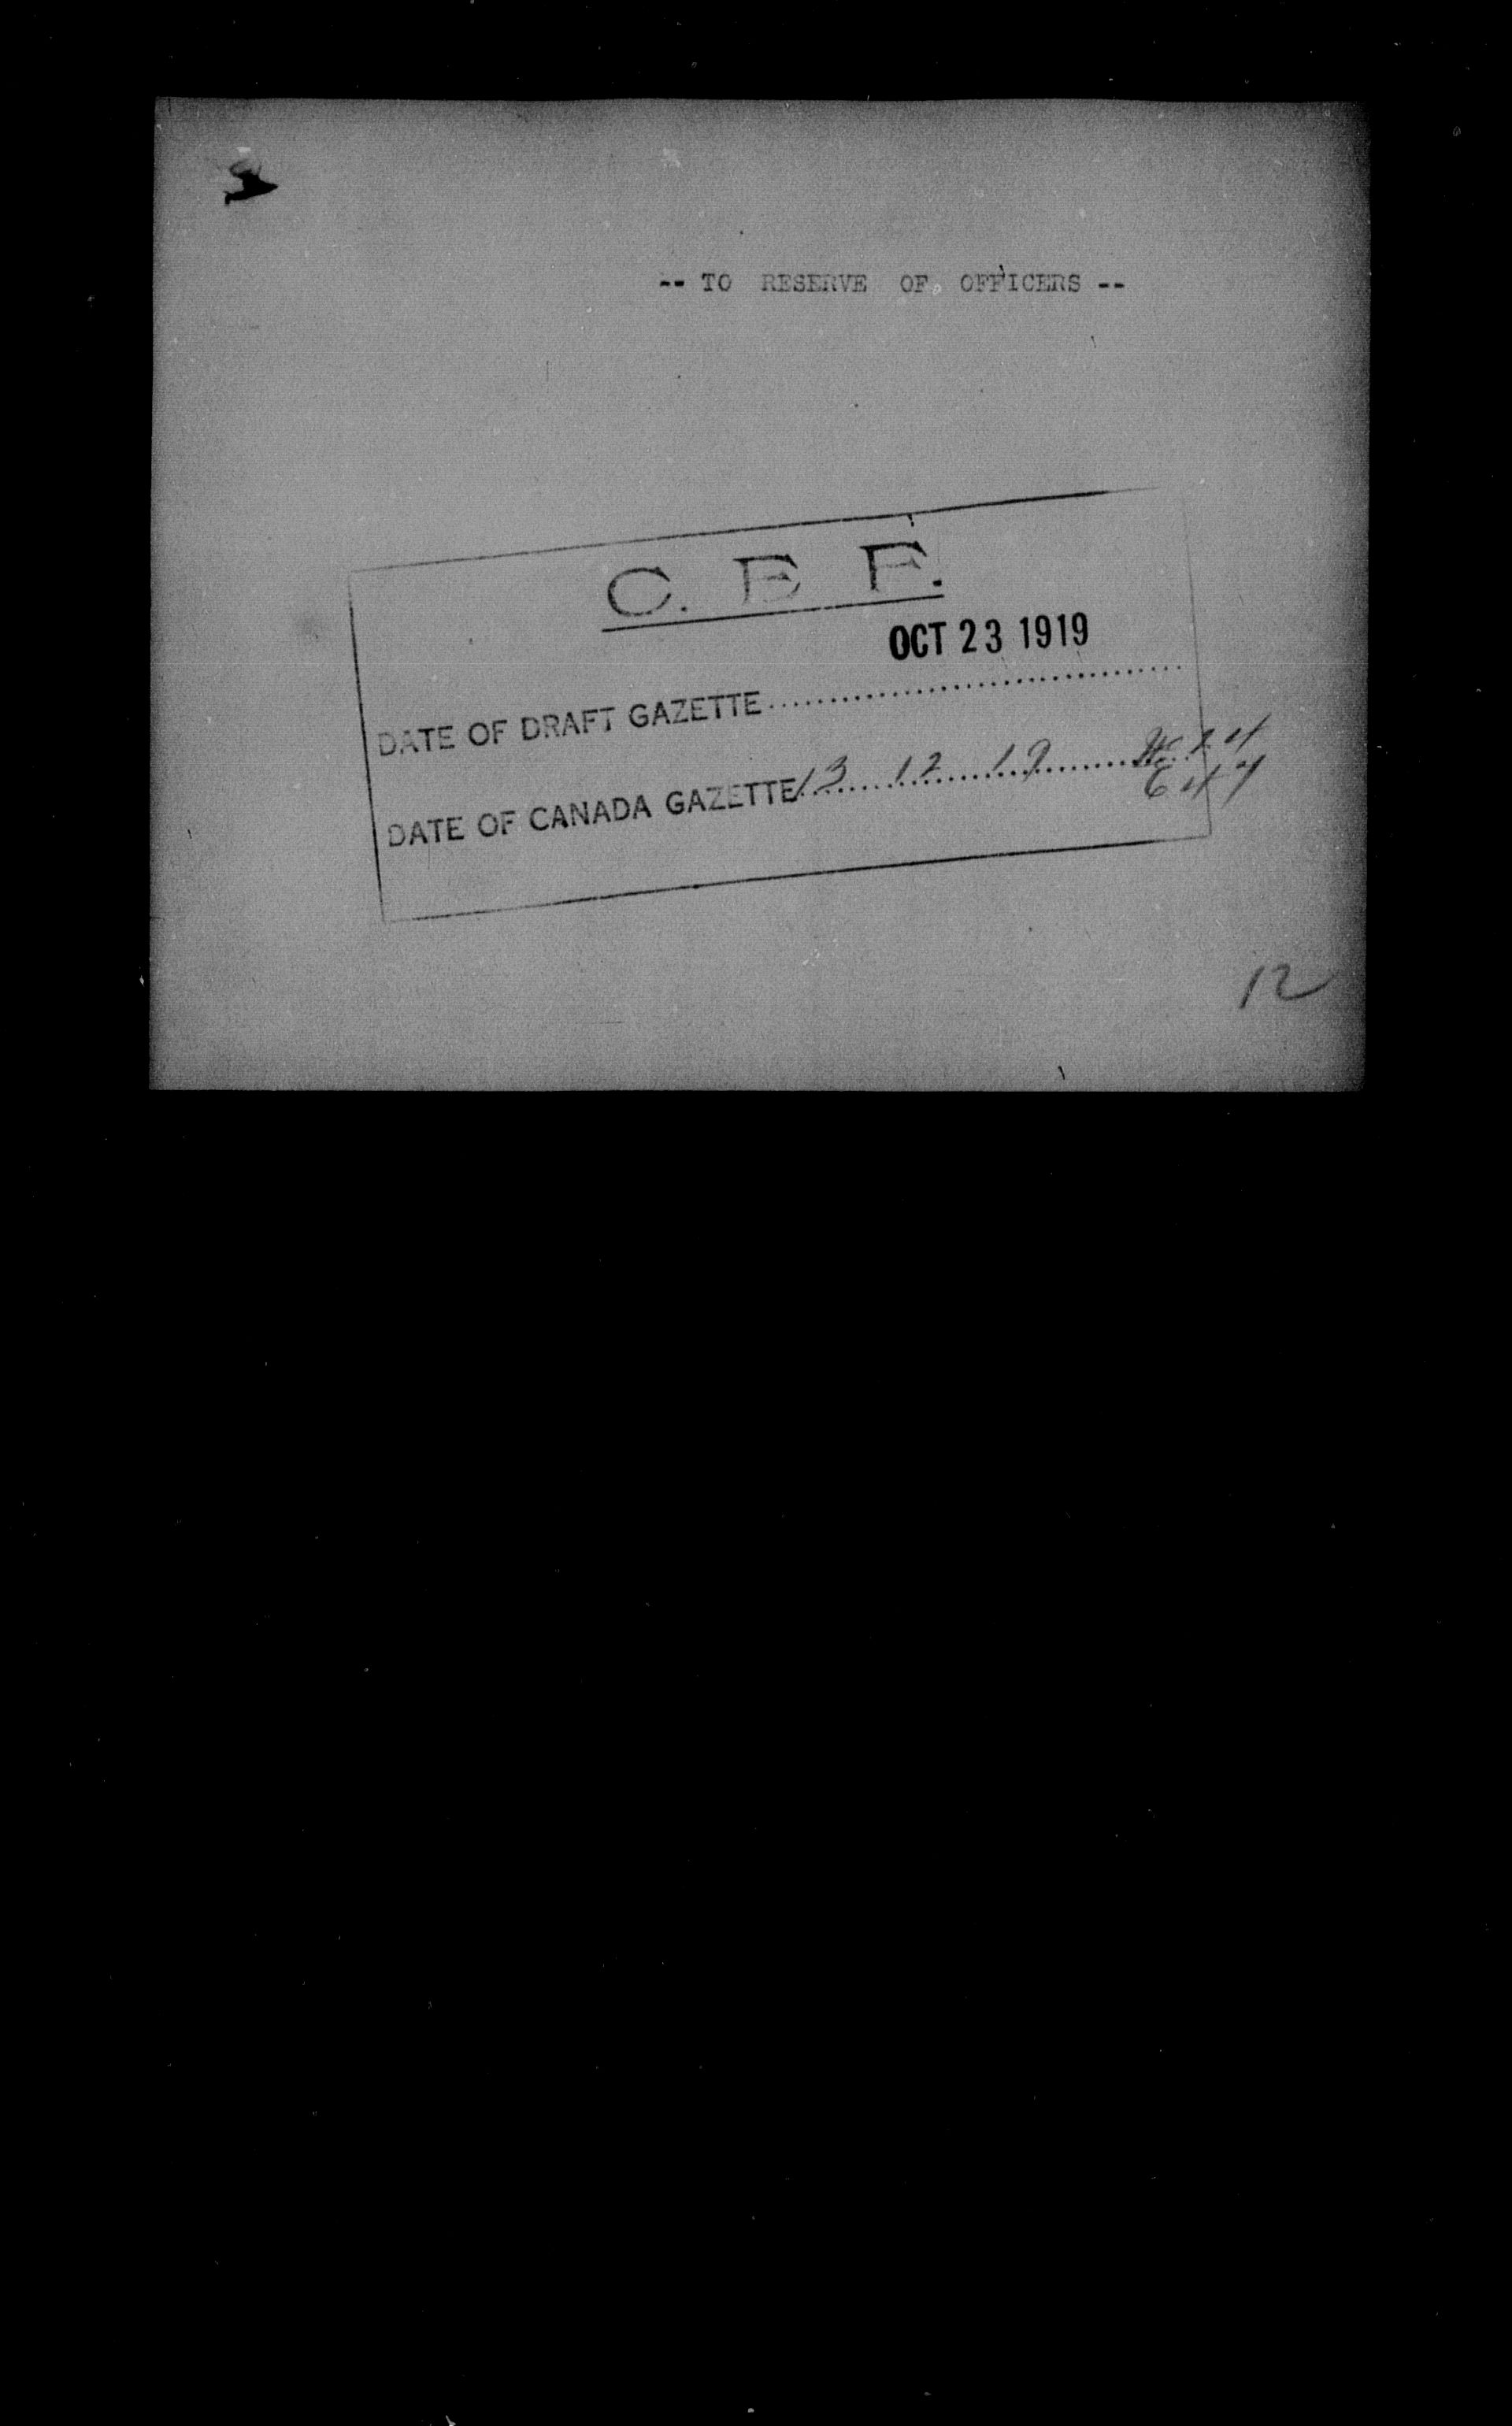 -- TO RESERVE OF OFFICERS --
C. E F.
OCT 23 1919
DATE OF DRAFT GAZETTE
DATE OF CANADA GAZETTE 13 12 19
12